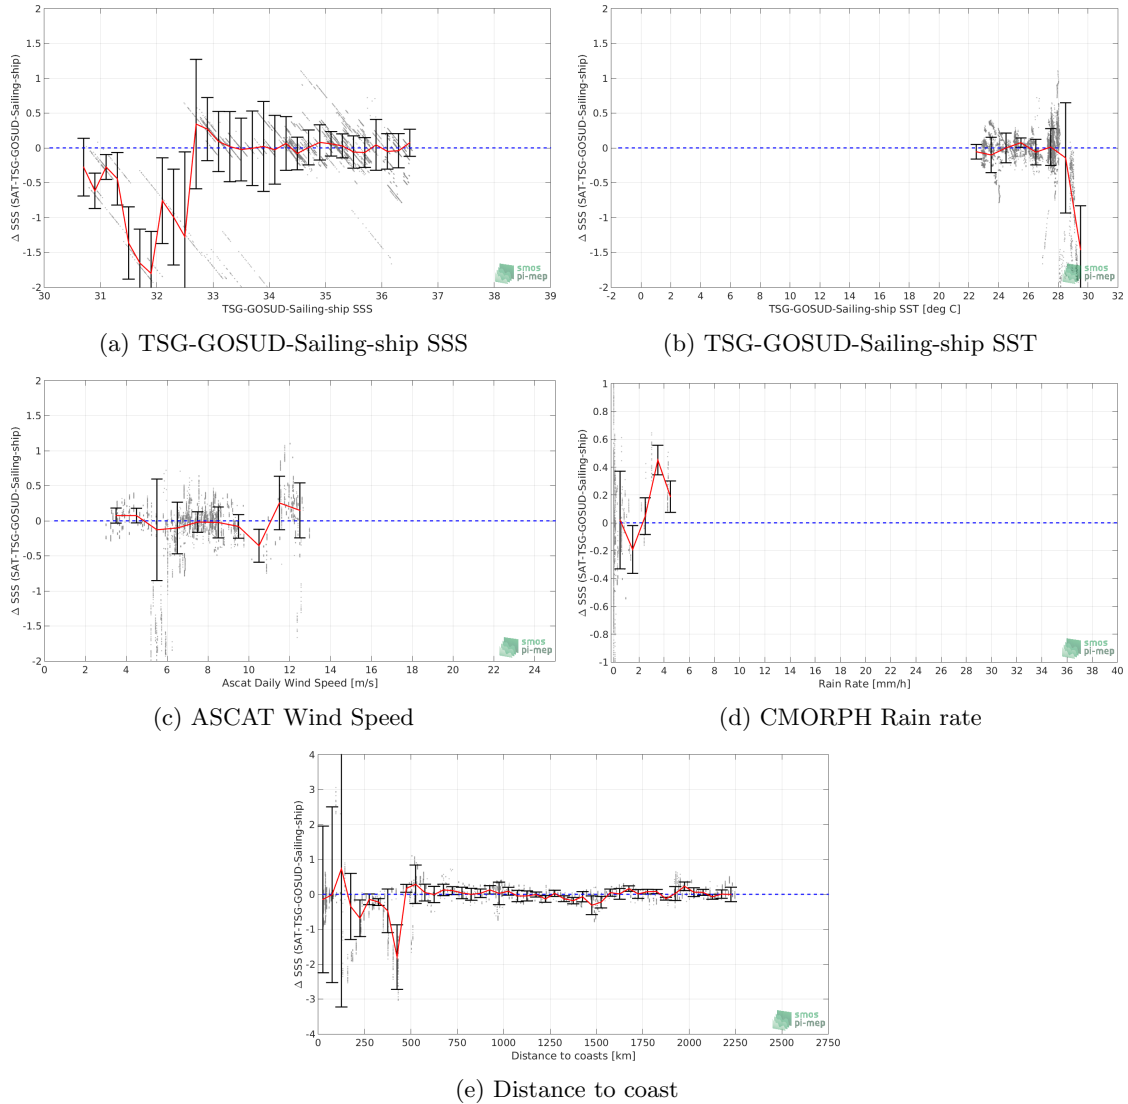 2
1.5
1
0.5
0
-0.5
-1
-1.5
-2
Δ SSS (SAT-TSG-GOSUD-Sailing-ship)
30 31 32 33 34 35 36 37 38 39
TSG-GOSUD-Sailing-ship SSS
smos
pi-mep
(a) TSG-GOSUD-Sailing-ship SSS
2
1.5
1
0.5
0
-0.5
-1
-1.5
-2
Δ SSS (SAT-TSG-GOSUD-Sailing-ship)
-2 0 2 4 6 8 10 12 14 16 18 20 22 24 26 28 30 32
TSG-GOSUD-Sailing-ship SST [deg C]
smos
pi-mep
(b) TSG-GOSUD-Sailing-ship SST
2
1.5
1
0.5
0
-0.5
-1
-1.5
-2
Δ SSS (SAT-TSG-GOSUD-Sailing-ship)
0 2 4 6 8 10 12 14 16 18 20 22 24
Ascat Daily Wind Speed [m/s]
smos
pi-mep
(c) ASCAT Wind Speed
1
0.8
0.6
0.4
0.2
0
-0.2
-0.4
-0.6
-0.8
-1
Δ SSS (SAT-TSG-GOSUD-Sailing-ship)
0 2 4 6 8 10 12 14 16 18 20 22 24 26 28 30 32 34 36 38 40
Rain Rate [mm/h]
smos
pi-mep
(d) CMORPH Rain rate
4
3
2
1
0
-1
-2
-3
-4
Δ SSS (SAT-TSG-GOSUD-Sailing-ship)
0 250 500 750 1000 1250 1500 1750 2000 2250 2500 2750
Distance to coasts [km]
smos
pi-mep
(e) Distance to coast